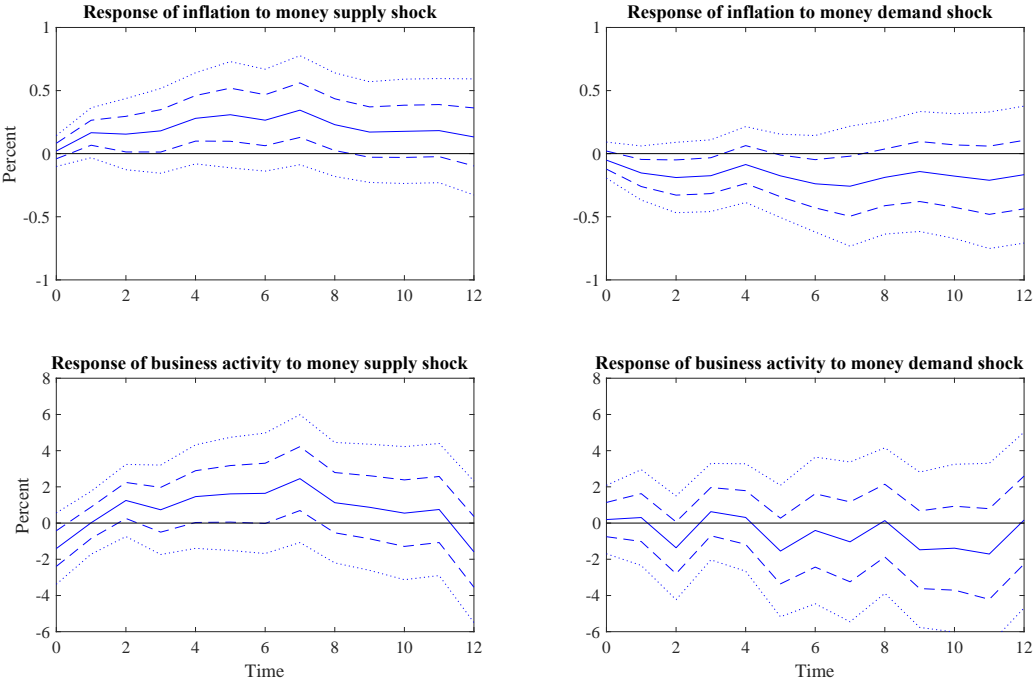 Response of inflation to money supply shock
1
0.5
0
-0.5
-1
Percent
0 2 4 6 8 10 12
Response of inflation to money demand shock
1
0.5
0
-0.5
-1
0 2 4 6 8 10 12
Response of business activity to money supply shock
8
6
4
2
0
-2
-4
-6
Percent
0 2 4 6 8 10 12
Time
Response of business activity to money demand shock
8
6
4
2
0
-2
-4
-6
0 2 4 6 8 10 12
Time